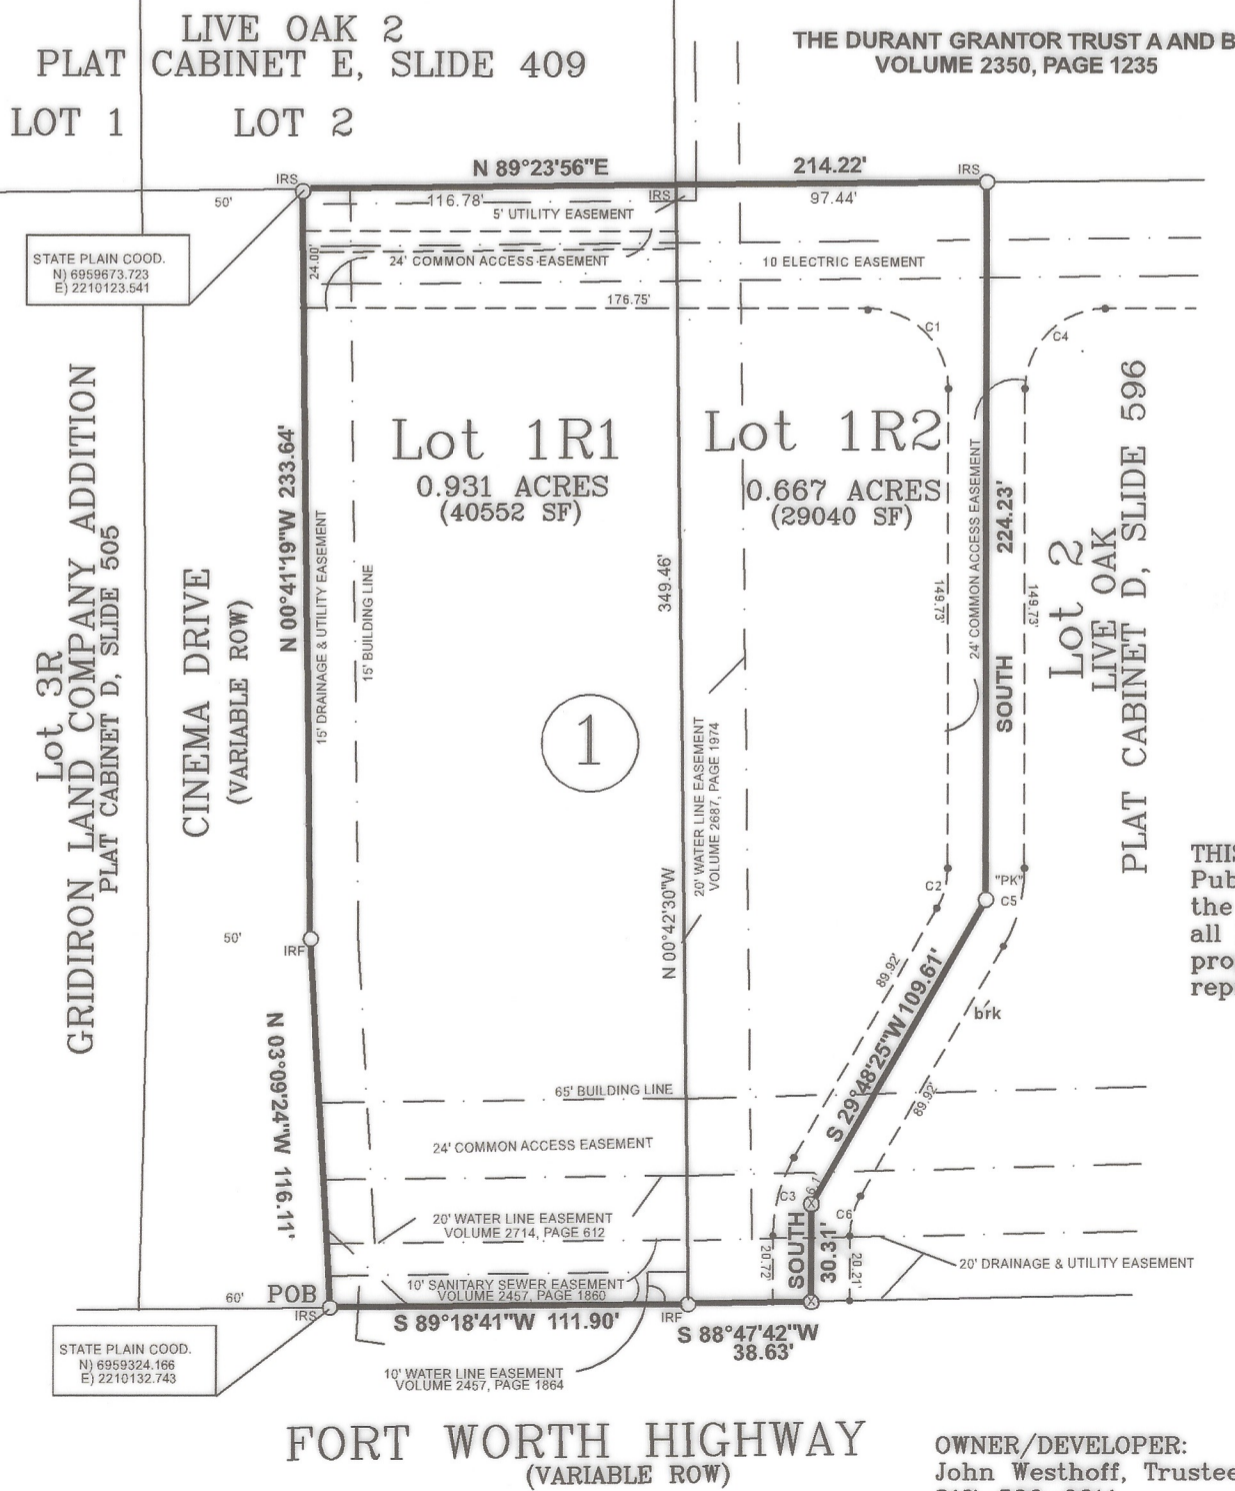 LIVE OAK 2
PLAT CABINET E, SLIDE 409
LOT 1
LOT 2
THE DURANT GRANTOR TRUST A AND B
VOLUME 2350, PAGE 1235
N 89°23'56"E
214.22'
IRS
IRS
IRS
50'
116.78'
97.44'
5' UTILITY EASEMENT
STATE PLAIN COOD.
N) 6959673.723
E) 2210123.541
24.00'
24' COMMON ACCESS EASEMENT
10 ELECTRIC EASEMENT
176.75'
C1
C4
Lot 1R1
0.931 ACRES
(40552 SF)
Lot 1R2
0.667 ACRES
(29040 SF)
Lot 3R
GRIDIRON LAND COMPANY ADDITION
PLAT CABINET D, SLIDE 505
CINEMA DRIVE
(VARIABLE ROW)
N 00°41'19"W 233.64'
15' DRAINAGE & UTILITY EASEMENT
15' BUILDING LINE
349.46'
N 00°42'30"W
1
20' WATER LINE EASEMENT
VOLUME 2687, PAGE 1974
149.73'
24' COMMON ACCESS EASEMENT
SOUTH 224.23'
149.73'
Lot 2
LIVE OAK
PLAT CABINET D, SLIDE 596
THIS
Pub
the
all
pro
rep
C2
"PK"
C5
50'
IRF
89.92'
S 29°48'25"W 109.61'
brk
89.92'
N 03°09'24"W 116.11'
65' BUILDING LINE
24' COMMON ACCESS EASEMENT
C3
6.1'
C6
20' WATER LINE EASEMENT
VOLUME 2714, PAGE 612
20.72'
SOUTH
30.31'
20.21'
20' DRAINAGE & UTILITY EASEMENT
10' SANITARY SEWER EASEMENT
VOLUME 2457, PAGE 1860
60'
POB
IRS
S 89°18'41"W 111.90'
IRF
S 88°47'42"W
38.63'
STATE PLAIN COOD.
N) 6959324.166
E) 2210132.743
10' WATER LINE EASEMENT
VOLUME 2457, PAGE 1864
FORT WORTH HIGHWAY
(VARIABLE ROW)
OWNER/DEVELOPER:
John Westhoff, Trustee